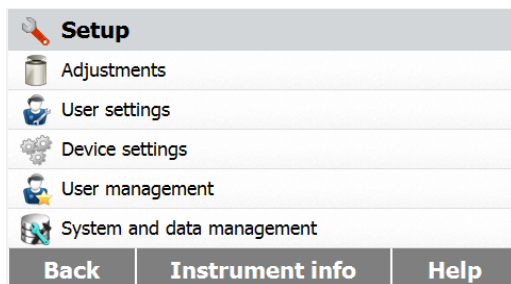 Setup
Adjustments
User settings
Device settings
User management
System and data management
Back Instrument info Help